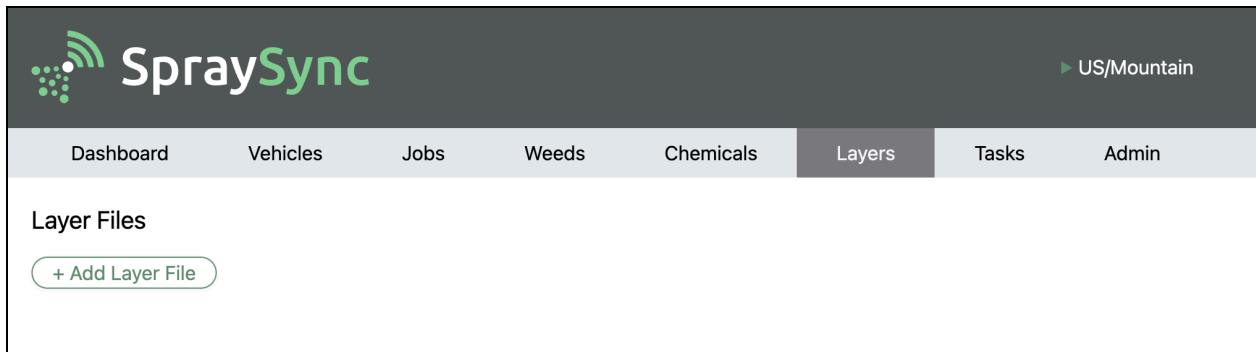 SpraySync
US/Mountain
Dashboard Vehicles Jobs Weeds Chemicals Layers Tasks Admin
Layer Files
+ Add Layer File